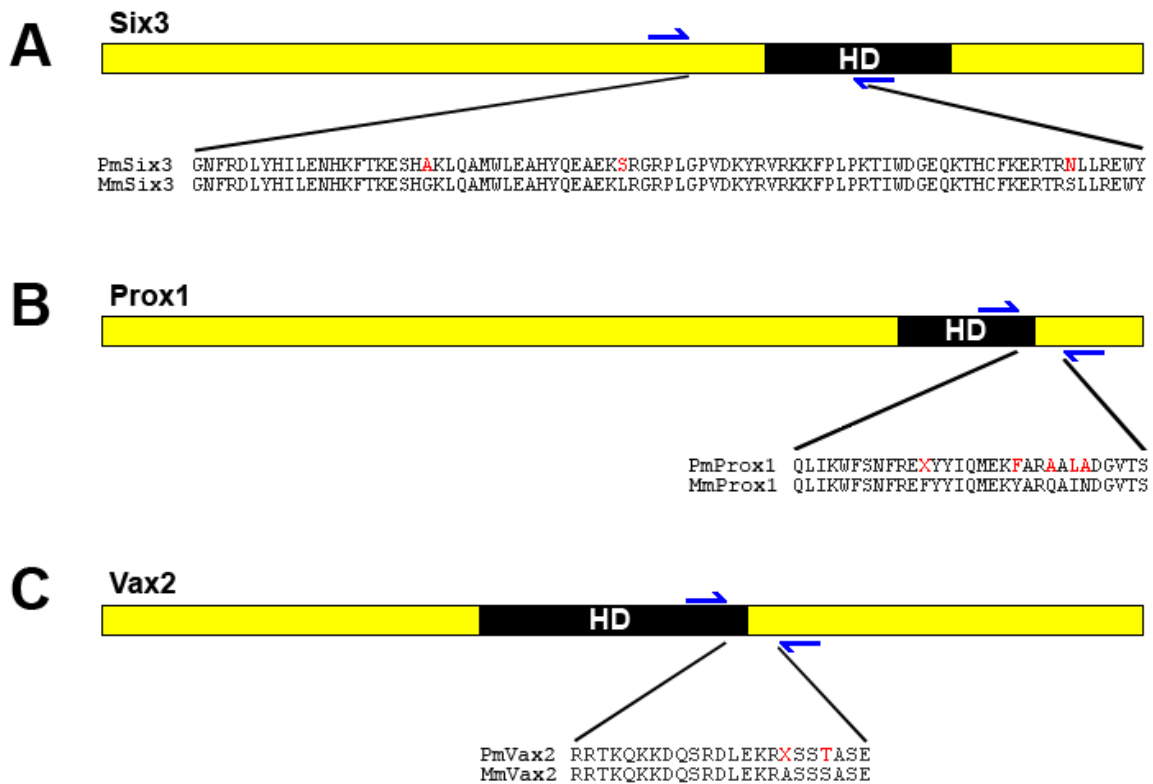 A
Six3
HD
PmSix3 GNFRDLYHILENHKFTKESHAKLQAMWLEAHYQEAEKSRGRPLGPVDKYRVRKKFPLPKTIWDGEQKTHCFKERTRNLLREWY
MmSix3 GNFRDLYHILENHKFTKESHGKLQAMWLEAHYQEAEKLRGRPLGPVDKYRVRKKFPLPRTIWDGEQKTHCFKERTRSLLREWY
B
Prox1
HD
PmProx1 QLIKWFSNFREXYYIQMEKFARAALADGVTS
MmProx1 QLIKWFSNFREFYYIQMEKYARQAINDGVTS
C
Vax2
HD
PmVax2 RRTKQKKDQSRDLEKRXSSTASE
MmVax2 RRTKQKKDQSRDLEKRASSSASE